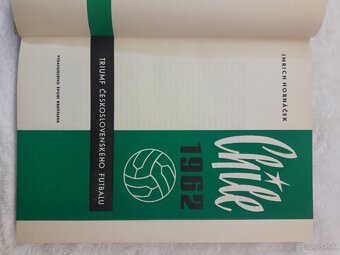 IMRICH HORNÁČEK
Chile
1962
TRIUMF ČESKOSLOVENSKÉHO FUTBALU
VYDAVATEĽSTVO ŠPORT BRATISLAVA